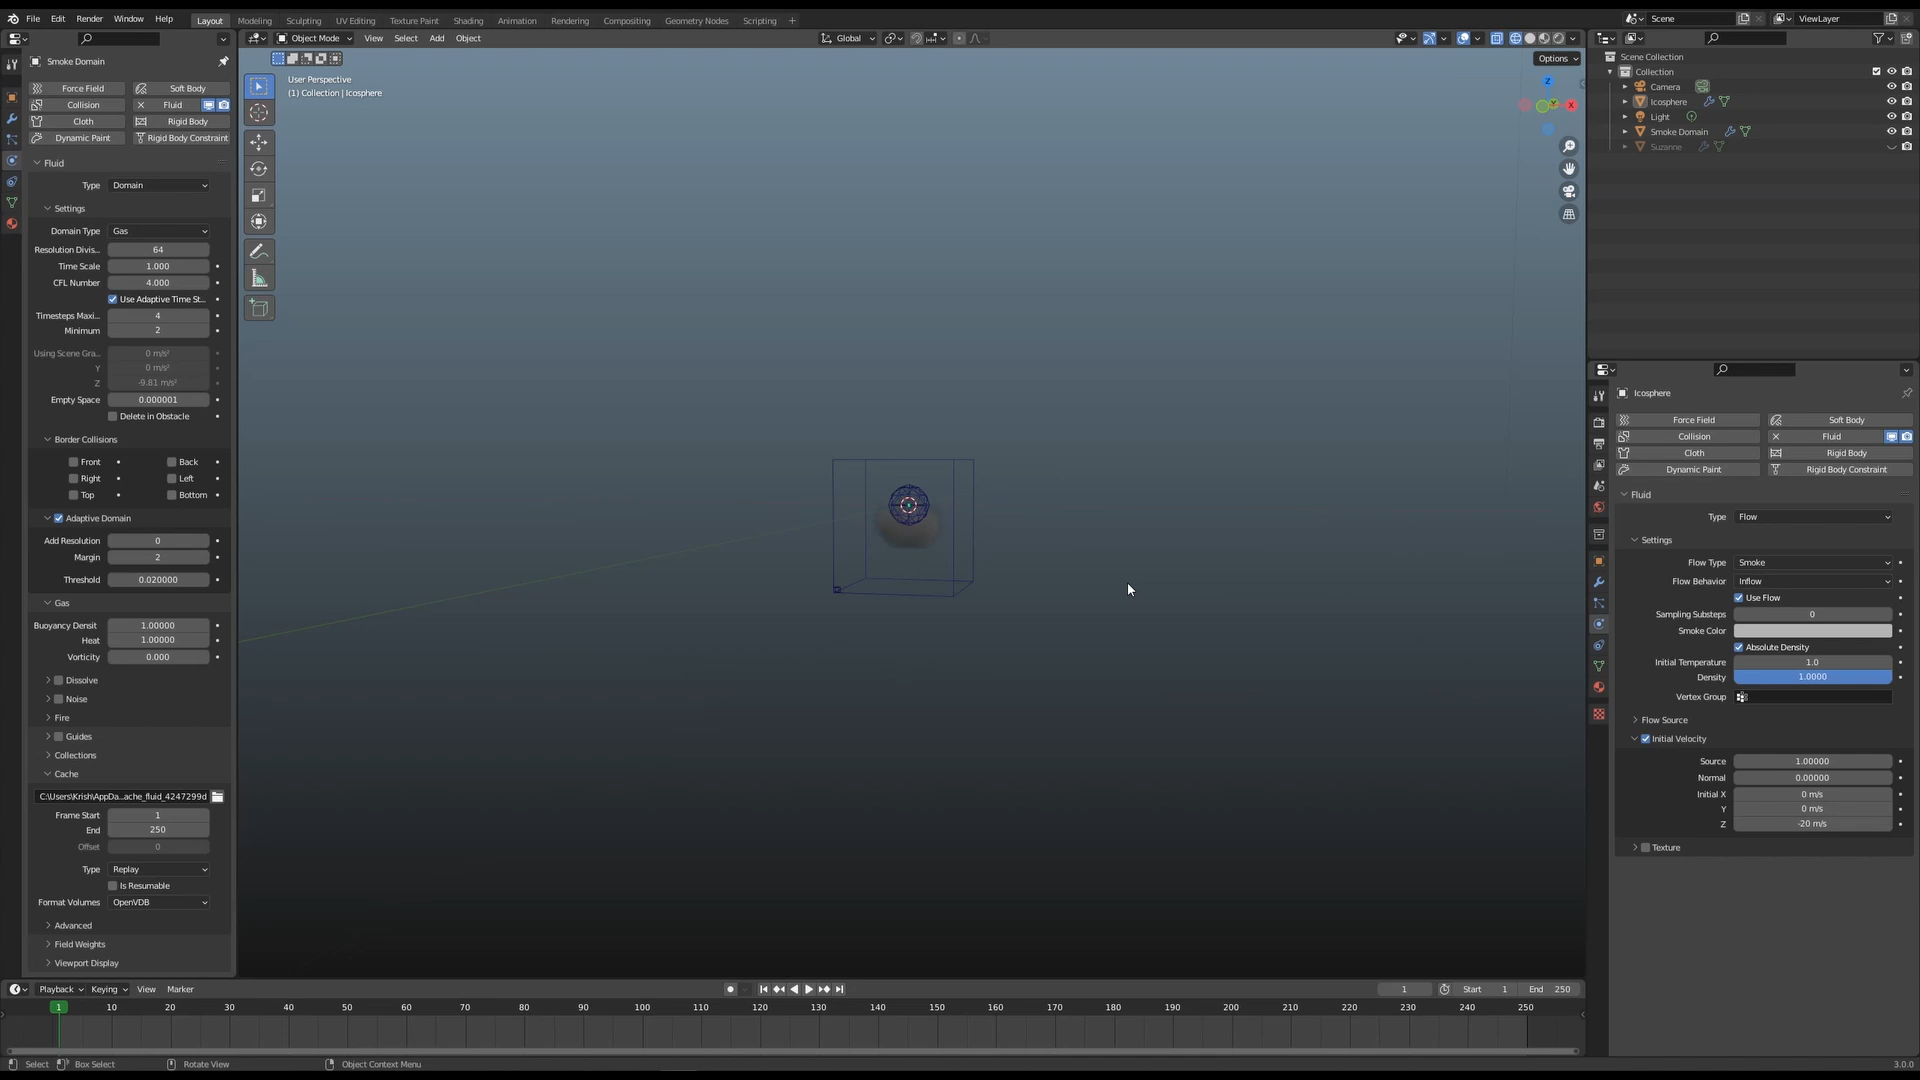 File Edit Render Window Help Layout Modeling Sculpting UV Editing Texture Paint Shading Animation Rendering Compositing Geometry Nodes Scripting + Scene ViewLayer
Object Mode View Select Add Object Global
Options
Smoke Domain
Force Field Soft Body
Collision Fluid
Cloth Rigid Body
Dynamic Paint Rigid Body Constraint
Fluid
Type Domain
Settings
Domain Type Gas
Resolution Divis... 64
Time Scale 1.000
CFL Number 4.000
Use Adaptive Time St...
Timesteps Maxi... 4
Minimum 2
Using Scene Gra... 0 m/s²
Y 0 m/s²
Z -9.81 m/s²
Empty Space 0.000001
Delete in Obstacle
Border Collisions
Front Back
Right Left
Top Bottom
Adaptive Domain
Add Resolution 0
Margin 2
Threshold 0.020000
Gas
Buoyancy Densit 1.00000
Heat 1.00000
Vorticity 0.000
Dissolve
Noise
Fire
Guides
Collections
Cache
C:\Users\Krish\AppDa...ache_fluid_4247299d
Frame Start 1
End 250
Offset 0
Type Replay
Is Resumable
Format Volumes OpenVDB
Advanced
Field Weights
Viewport Display
User Perspective
(1) Collection | Icosphere
Z
Y
X
Scene Collection
Collection
Camera
Icosphere
Light
Smoke Domain
Suzanne
Icosphere
Force Field Soft Body
Collision Fluid
Cloth Rigid Body
Dynamic Paint Rigid Body Constraint
Fluid
Type Flow
Settings
Flow Type Smoke
Flow Behavior Inflow
Use Flow
Sampling Substeps 0
Smoke Color
Absolute Density
Initial Temperature 1.0
Density 1.0000
Vertex Group
Flow Source
Initial Velocity
Source 1.00000
Normal 0.00000
Initial X 0 m/s
Y 0 m/s
Z -20 m/s
Texture
Playback Keying View Marker 1 Start 1 End 250
1 10 20 30 40 50 60 70 80 90 100 110 120 130 140 150 160 170 180 190 200 210 220 230 240 250
Select Box Select Rotate View Object Context Menu 3.0.0